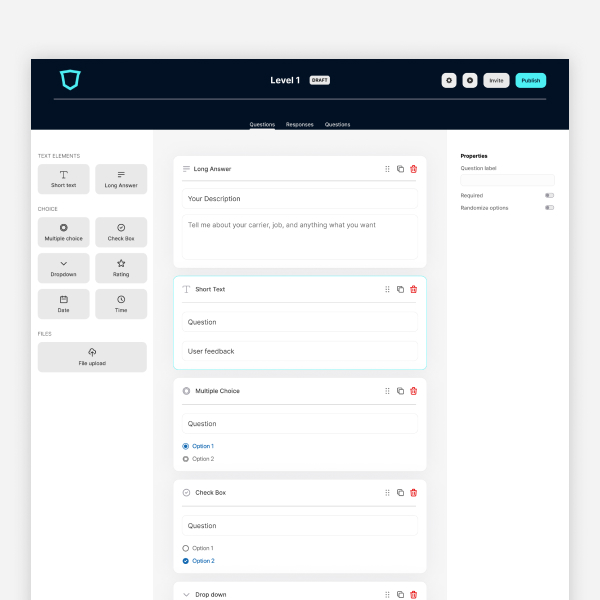 Level 1 DRAFT
Invite
Publish
Questions Responses Questions
TEXT ELEMENTS
Short text
Long Answer
CHOICE
Multiple choice
Check Box
Dropdown
Rating
Date
Time
FILES
File upload
Long Answer
Your Description
Tell me about your carrier, job, and anything what you want
Short Text
Question
User feedback
Multiple Choice
Question
Option 1
Option 2
Check Box
Question
Option 1
Option 2
Drop down
Properties
Question label
Required
Randomize options